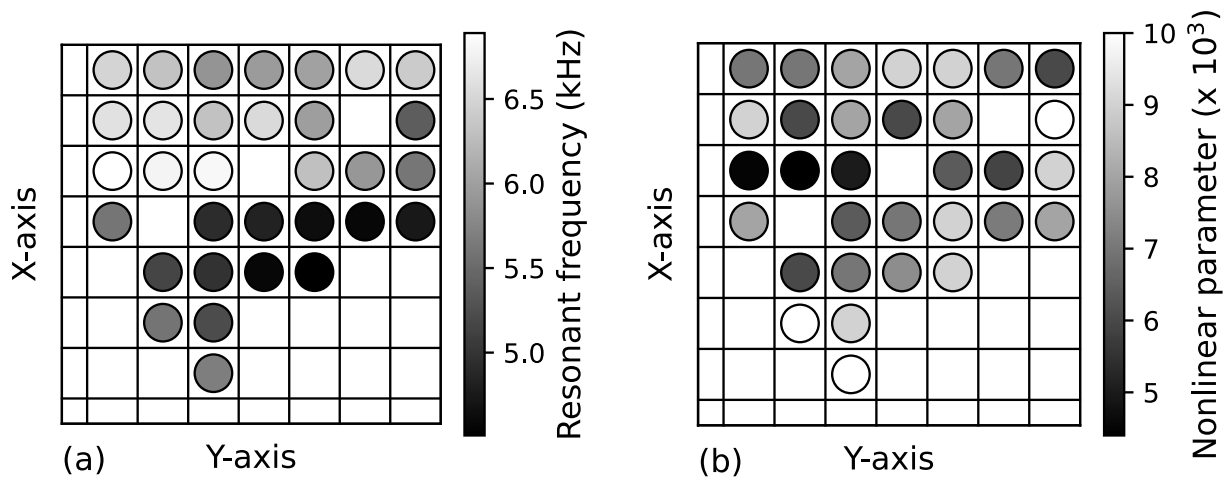 X-axis
Y-axis
(a)
6.5
6.0
5.5
5.0
Resonant frequency (kHz)
X-axis
Y-axis
(b)
10
9
8
7
6
5
Nonlinear parameter (x 10³)